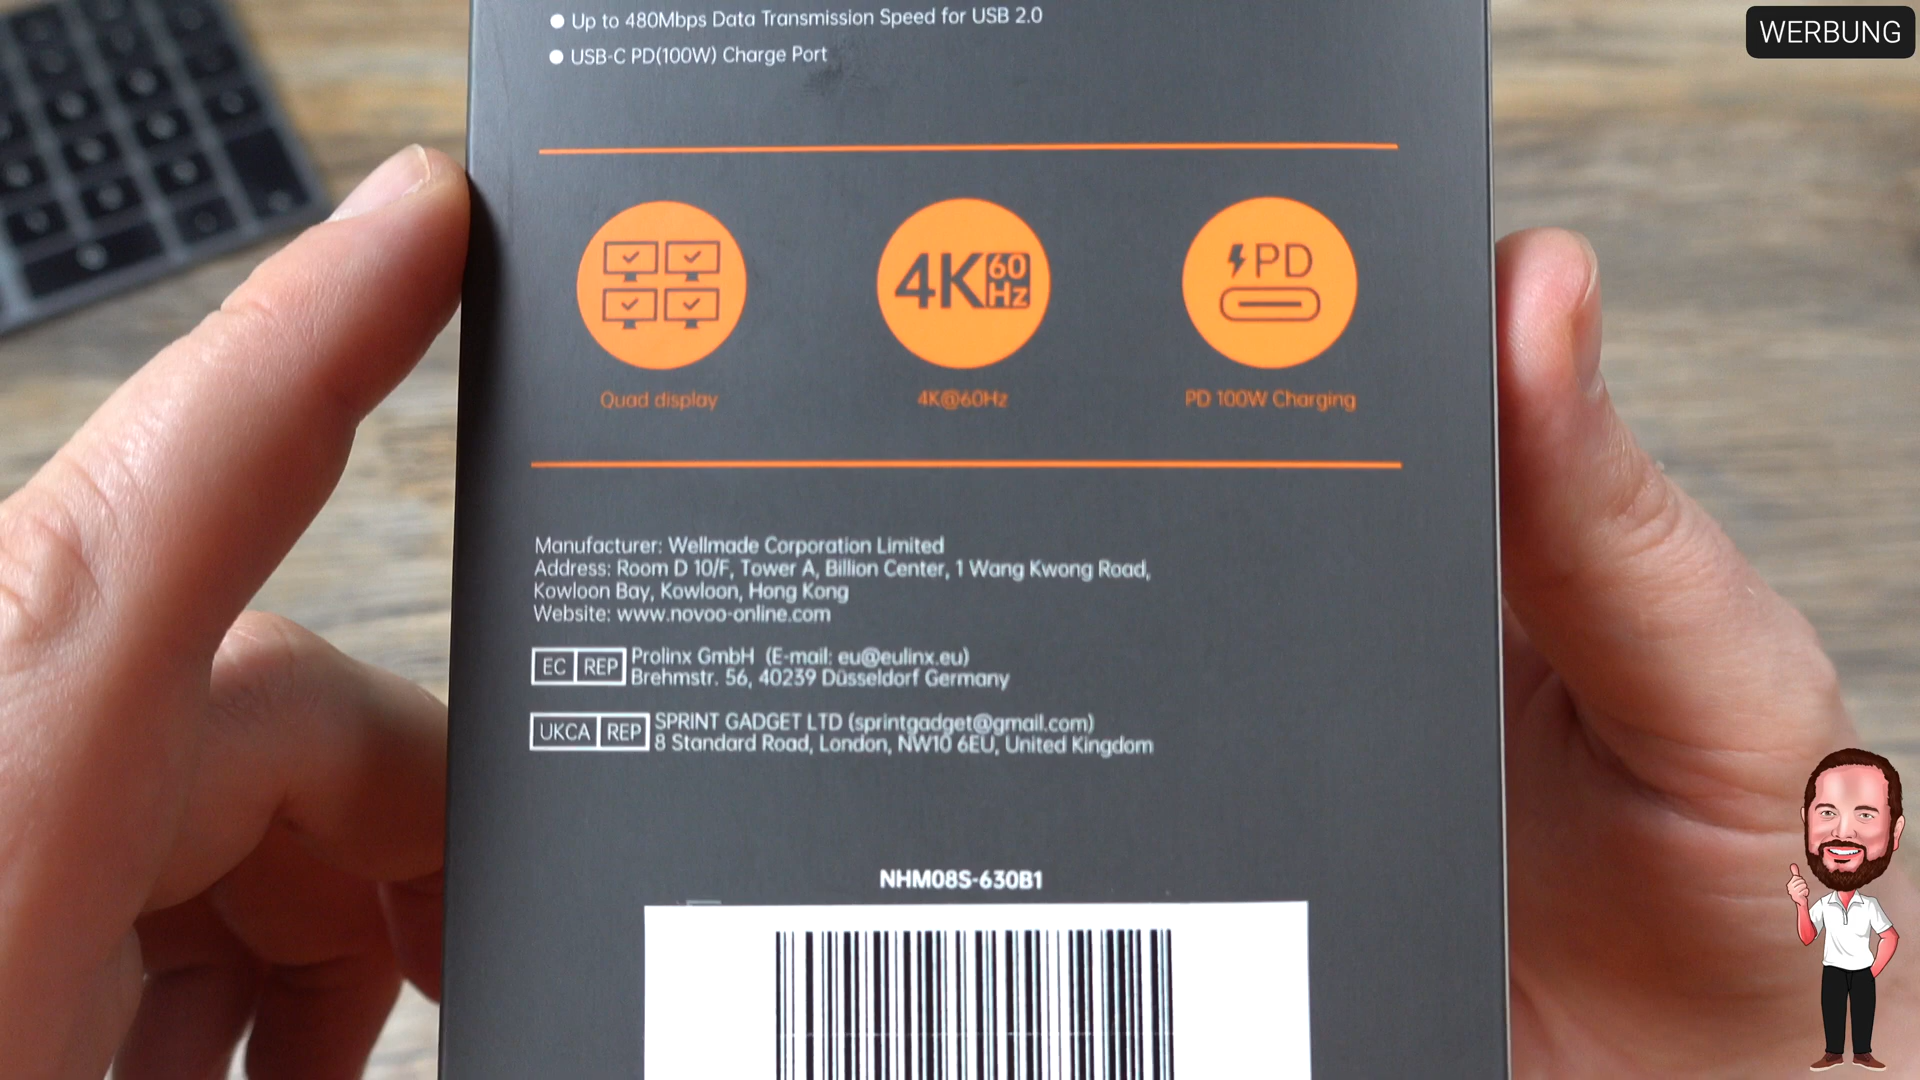 WERBUNG
Up to 480Mbps Data Transmission Speed for USB 2.0
USB-C PD(100W) Charge Port
4K 60 Hz
PD
Quad display
4K@60Hz
PD 100W Charging
Manufacturer: Wellmade Corporation Limited
Address: Room D 10/F, Tower A, Billion Center, 1 Wang Kwong Road,
Kowloon Bay, Kowloon, Hong Kong
Website: www.novoo-online.com
EC REP Prolinx GmbH (E-mail: eu@eulinx.eu)
Brehmstr. 56, 40239 Düsseldorf Germany
UKCA REP SPRINT GADGET LTD (sprintgadget@gmail.com)
8 Standard Road, London, NW10 6EU, United Kingdom
NHM08S-630B1